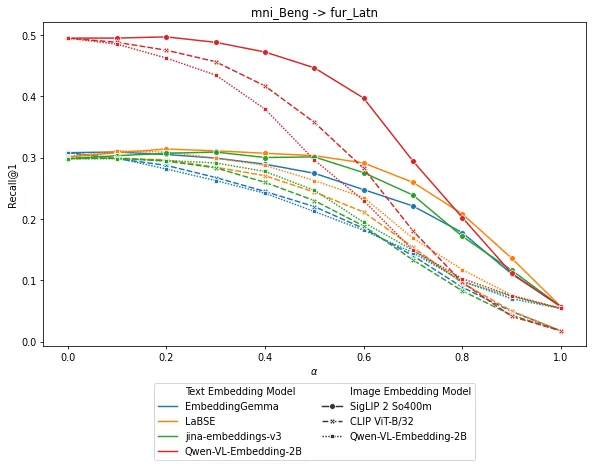 mni_Beng -> fur_Latn
Recall@1
0.5
0.4
0.3
0.2
0.1
0.0
0.0 0.2 0.4 0.6 0.8 1.0
α
Text Embedding Model
EmbeddingGemma
LaBSE
jina-embeddings-v3
Qwen-VL-Embedding-2B
Image Embedding Model
SigLIP 2 So400m
CLIP ViT-B/32
Qwen-VL-Embedding-2B